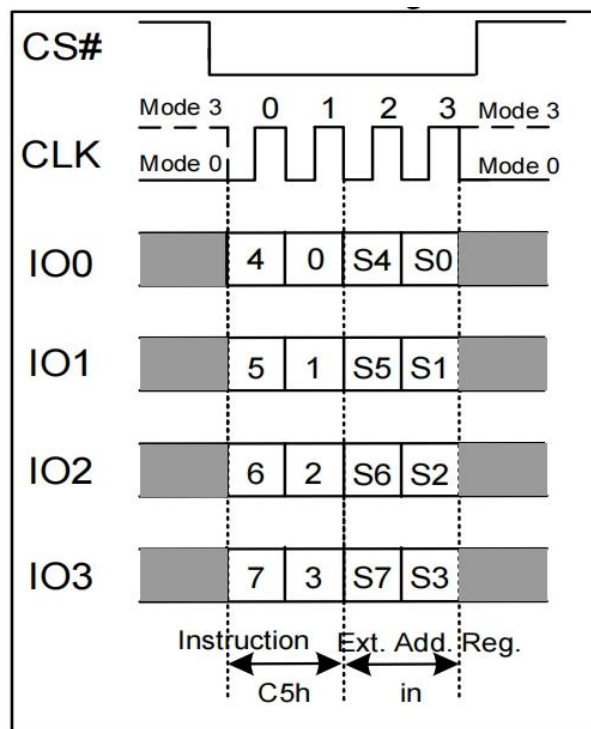 CS#
Mode 3 0 1 2 3 Mode 3
CLK
Mode 0 Mode 0
IO0 4 0 S4 S0
IO1 5 1 S5 S1
IO2 6 2 S6 S2
IO3 7 3 S7 S3
Instruction Ext. Add. Reg.
C5h in